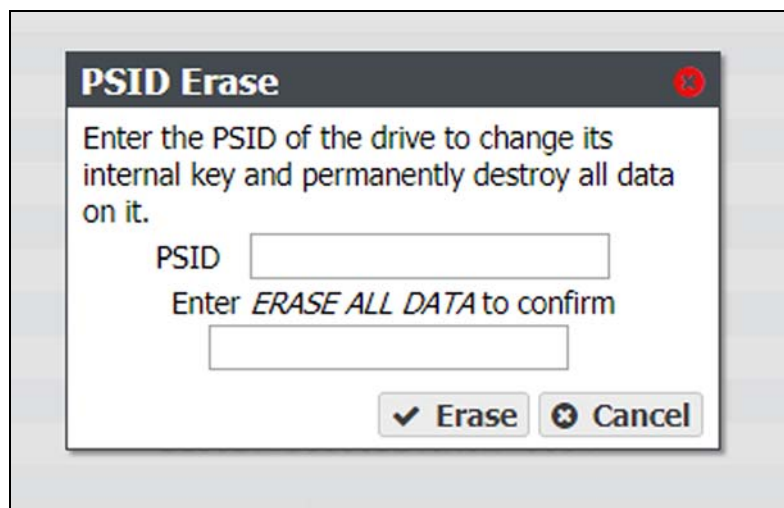 PSID Erase
Enter the PSID of the drive to change its
internal key and permanently destroy all data
on it.
PSID
Enter ERASE ALL DATA to confirm
Erase
Cancel